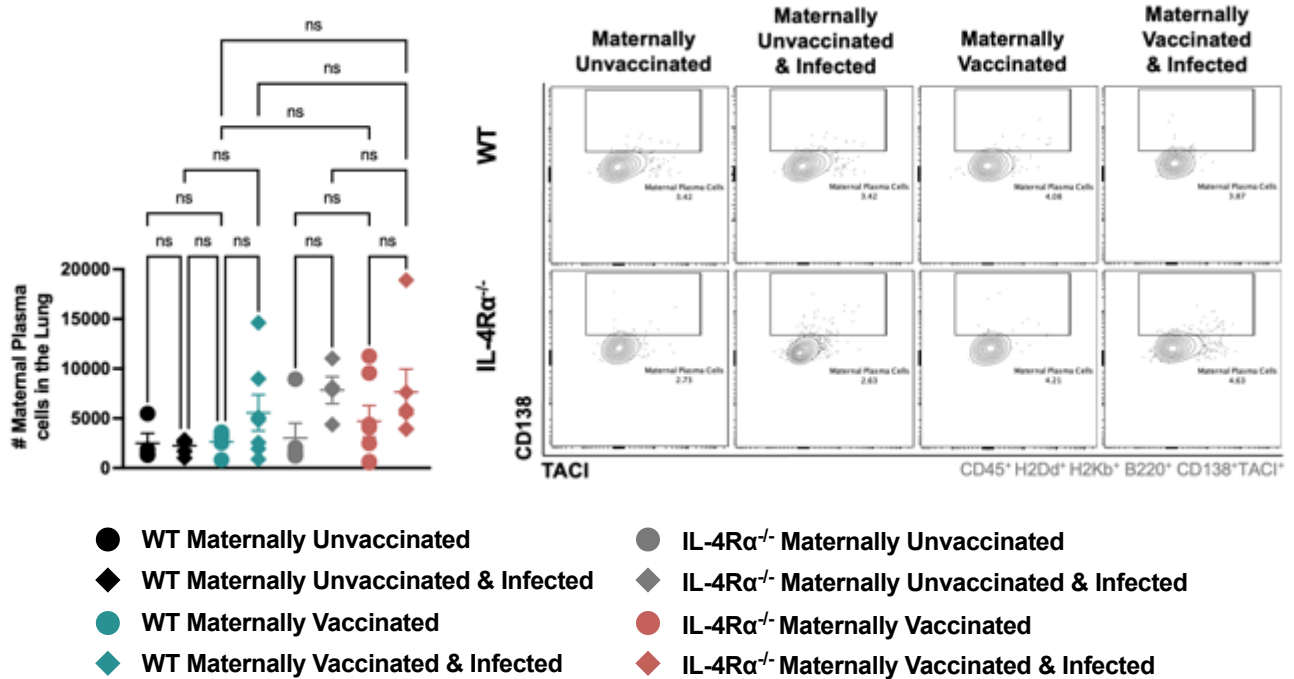 ns
ns
ns
ns
ns
ns
ns
ns
ns
ns
ns
ns
20000
15000
10000
5000
0
# Maternal Plasma
cells in the Lung
Maternally
Unvaccinated
Maternally
Unvaccinated
& Infected
Maternally
Vaccinated
Maternally
Vaccinated
& Infected
WT
Maternal Plasma Cells
3.42
Maternal Plasma Cells
3.42
Maternal Plasma Cells
4.08
Maternal Plasma Cells
3.87
IL-4Rα-/-
Maternal Plasma Cells
2.73
Maternal Plasma Cells
2.63
Maternal Plasma Cells
4.21
Maternal Plasma Cells
4.63
CD138
TACI
CD45⁺ H2Dd⁺ H2Kb⁺ B220⁺ CD138⁺TACI⁺
WT Maternally Unvaccinated
WT Maternally Unvaccinated & Infected
WT Maternally Vaccinated
WT Maternally Vaccinated & Infected
IL-4Rα-/- Maternally Unvaccinated
IL-4Rα-/- Maternally Unvaccinated & Infected
IL-4Rα-/- Maternally Vaccinated
IL-4Rα-/- Maternally Vaccinated & Infected